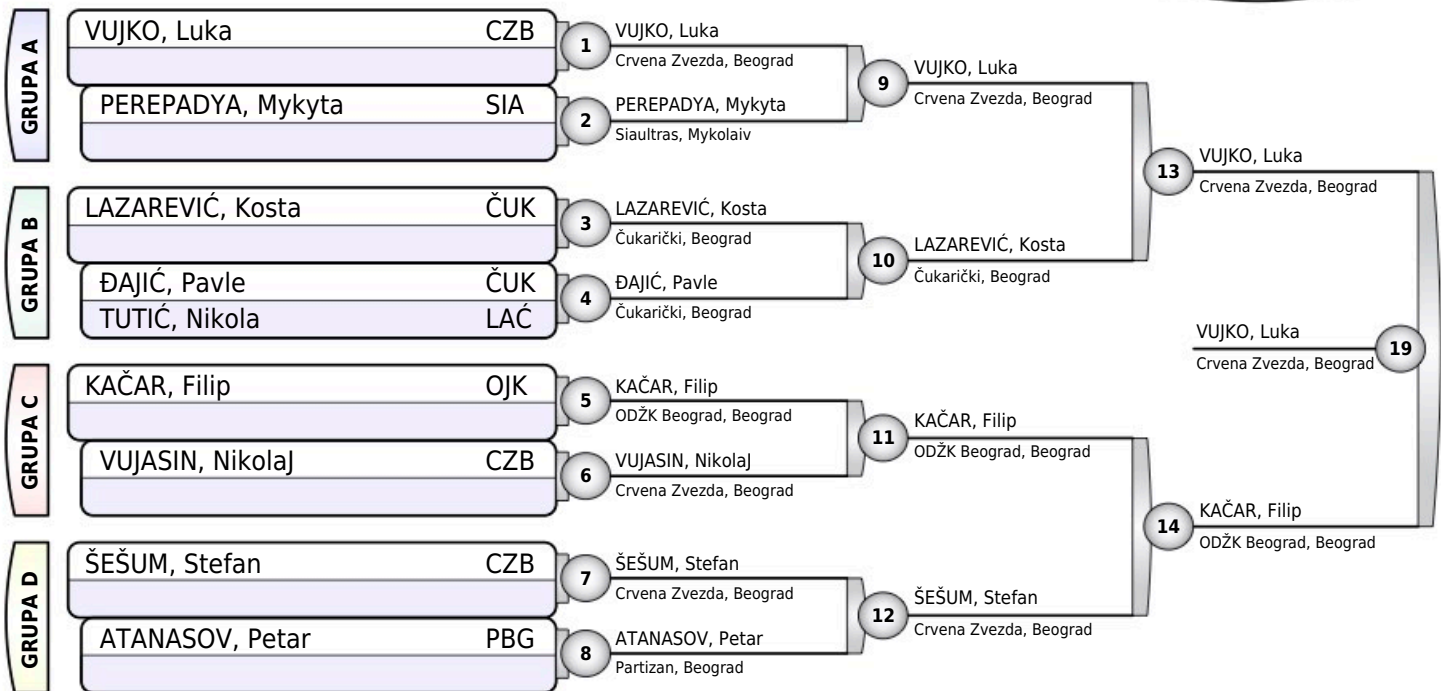 GRUPA A
VUJKO, Luka CZB
PEREPADYA, Mykyta SIA
1
VUJKO, Luka
Crvena Zvezda, Beograd
2
PEREPADYA, Mykyta
Siaultras, Mykolaiv
9
VUJKO, Luka
Crvena Zvezda, Beograd
GRUPA B
LAZAREVIĆ, Kosta ČUK
ĐAJIĆ, Pavle ČUK
TUTIĆ, Nikola LAĆ
3
LAZAREVIĆ, Kosta
Čukarički, Beograd
4
ĐAJIĆ, Pavle
Čukarički, Beograd
10
LAZAREVIĆ, Kosta
Čukarički, Beograd
13
VUJKO, Luka
Crvena Zvezda, Beograd
GRUPA C
KAČAR, Filip OJK
VUJASIN, NikolaJ CZB
5
KAČAR, Filip
ODŽK Beograd, Beograd
6
VUJASIN, NikolaJ
Crvena Zvezda, Beograd
11
KAČAR, Filip
ODŽK Beograd, Beograd
GRUPA D
ŠEŠUM, Stefan CZB
ATANASOV, Petar PBG
7
ŠEŠUM, Stefan
Crvena Zvezda, Beograd
8
ATANASOV, Petar
Partizan, Beograd
12
ŠEŠUM, Stefan
Crvena Zvezda, Beograd
14
KAČAR, Filip
ODŽK Beograd, Beograd
VUJKO, Luka
Crvena Zvezda, Beograd
19